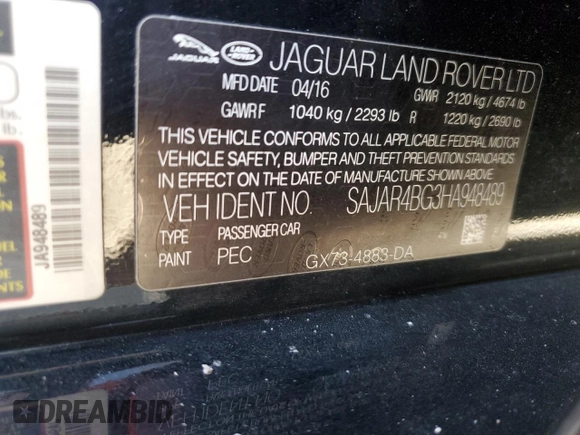 JAGUAR
LAND ROVER
JAGUAR LAND ROVER LTD
MFD DATE 04/16 GVWR 2120 kg / 4674 lb
GAWR F 1040 kg / 2293 lb R 1220 kg / 2690 lb
THIS VEHICLE CONFORMS TO ALL APPLICABLE FEDERAL MOTOR
VEHICLE SAFETY, BUMPER AND THEFT PREVENTION STANDARDS
IN EFFECT ON THE DATE OF MANUFACTURE SHOWN ABOVE
VEH IDENT NO. SAJAR4BG3HA948489
TYPE PASSENGER CAR
PAINT PEC GX73-4883-DA
JA948489
lb.
DREAMBID